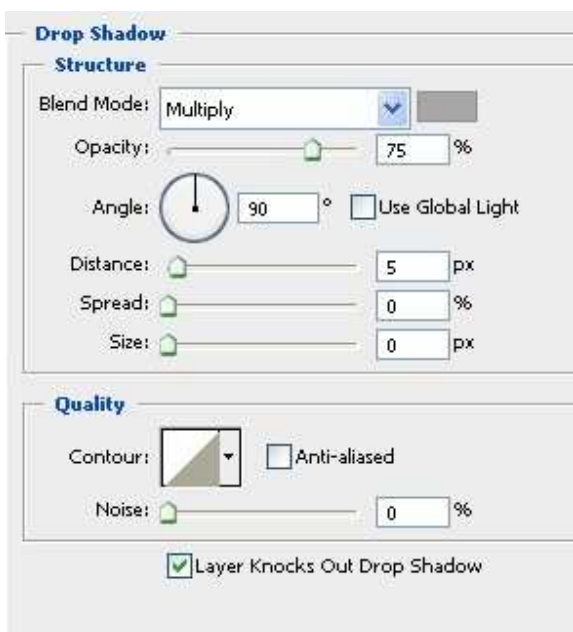 Drop Shadow
Structure
Blend Mode: Multiply
Opacity: 75 %
Angle: 90 ° Use Global Light
Distance: 5 px
Spread: 0 %
Size: 0 px
Quality
Contour: Anti-aliased
Noise: 0 %
Layer Knocks Out Drop Shadow